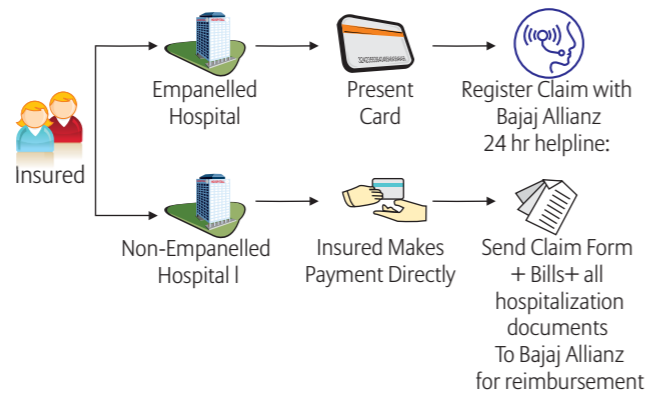 Insured
Empanelled
Hospital
Present
Card
Register Claim with
Bajaj Allianz
24 hr helpline:
Non-Empanelled
Hospital l
Insured Makes
Payment Directly
Send Claim Form
+ Bills+ all
hospitalization
documents
To Bajaj Allianz
for reimbursement